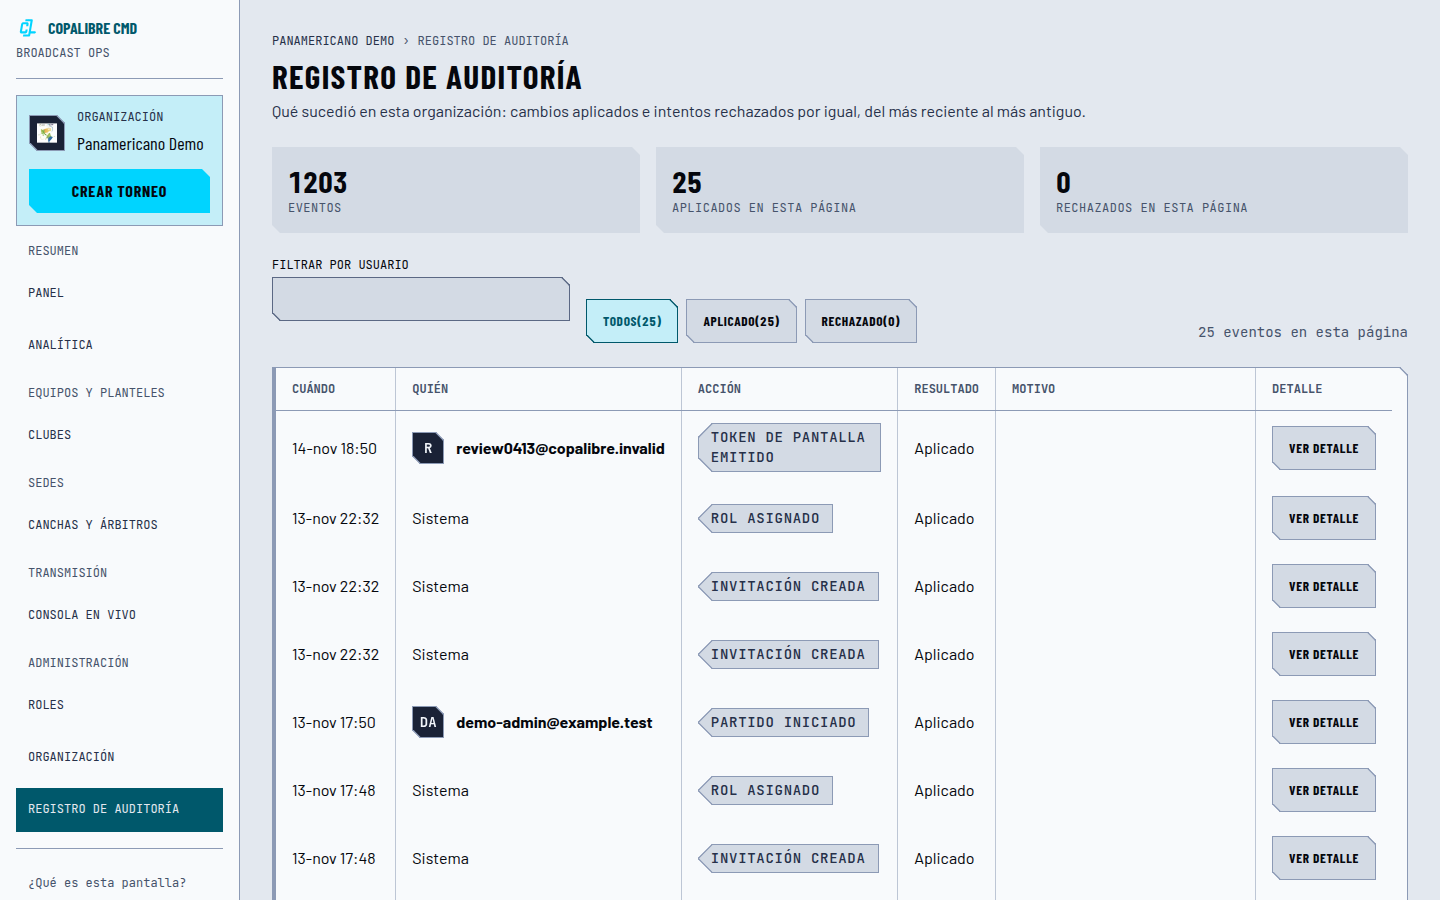 COPALIBRE CMD
BROADCAST OPS
ORGANIZACIÓN
Panamericano Demo
CREAR TORNEO
RESUMEN
PANEL
ANALÍTICA
EQUIPOS Y PLANTELES
CLUBES
SEDES
CANCHAS Y ÁRBITROS
TRANSMISIÓN
CONSOLA EN VIVO
ADMINISTRACIÓN
ROLES
ORGANIZACIÓN
REGISTRO DE AUDITORÍA
¿Qué es esta pantalla?
PANAMERICANO DEMO › REGISTRO DE AUDITORÍA
REGISTRO DE AUDITORÍA
Qué sucedió en esta organización: cambios aplicados e intentos rechazados por igual, del más reciente al más antiguo.
1203
EVENTOS
25
APLICADOS EN ESTA PÁGINA
0
RECHAZADOS EN ESTA PÁGINA
FILTRAR POR USUARIO
TODOS(25) APLICADO(25) RECHAZADO(0)
25 eventos en esta página
CUÁNDO QUIÉN ACCIÓN RESULTADO MOTIVO DETALLE
14-nov 18:50 R review0413@copalibre.invalid TOKEN DE PANTALLA EMITIDO Aplicado VER DETALLE
13-nov 22:32 Sistema ROL ASIGNADO Aplicado VER DETALLE
13-nov 22:32 Sistema INVITACIÓN CREADA Aplicado VER DETALLE
13-nov 22:32 Sistema INVITACIÓN CREADA Aplicado VER DETALLE
13-nov 17:50 DA demo-admin@example.test PARTIDO INICIADO Aplicado VER DETALLE
13-nov 17:48 Sistema ROL ASIGNADO Aplicado VER DETALLE
13-nov 17:48 Sistema INVITACIÓN CREADA Aplicado VER DETALLE